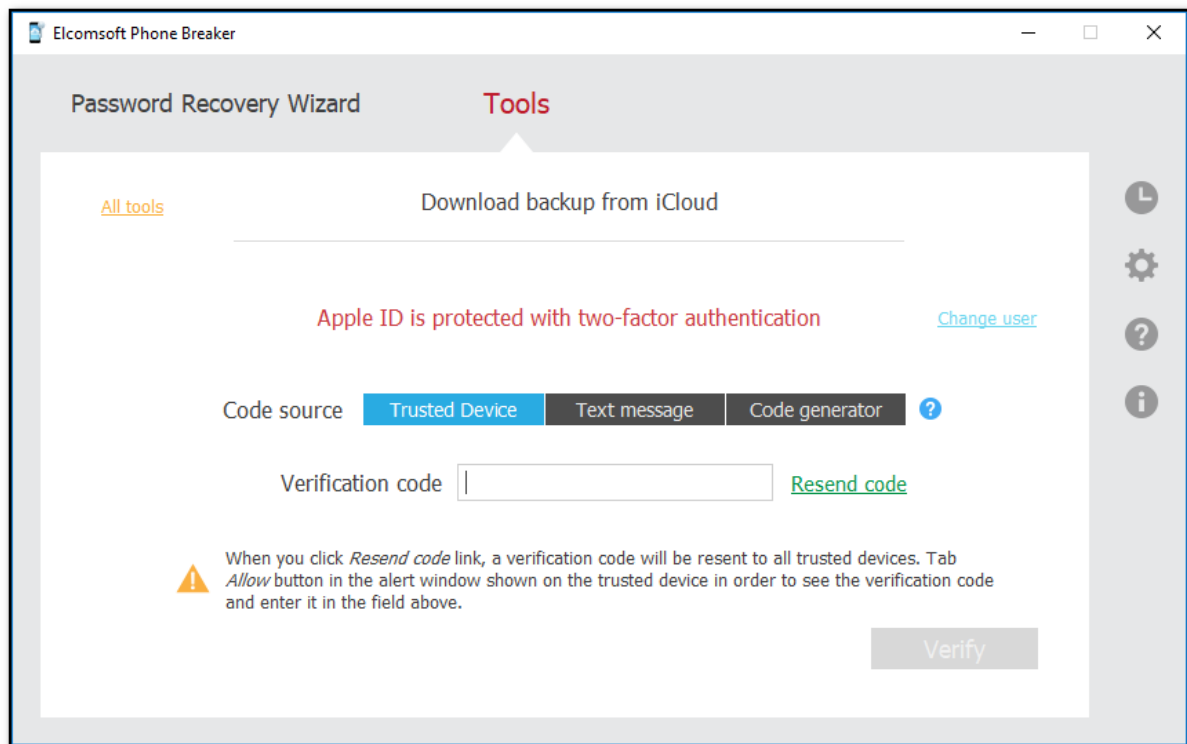 Elcomsoft Phone Breaker
Password Recovery Wizard Tools
All tools Download backup from iCloud
Apple ID is protected with two-factor authentication Change user
Code source Trusted Device Text message Code generator ?
Verification code Resend code
When you click Resend code link, a verification code will be resent to all trusted devices. Tab
Allow button in the alert window shown on the trusted device in order to see the verification code
and enter it in the field above.
Verify